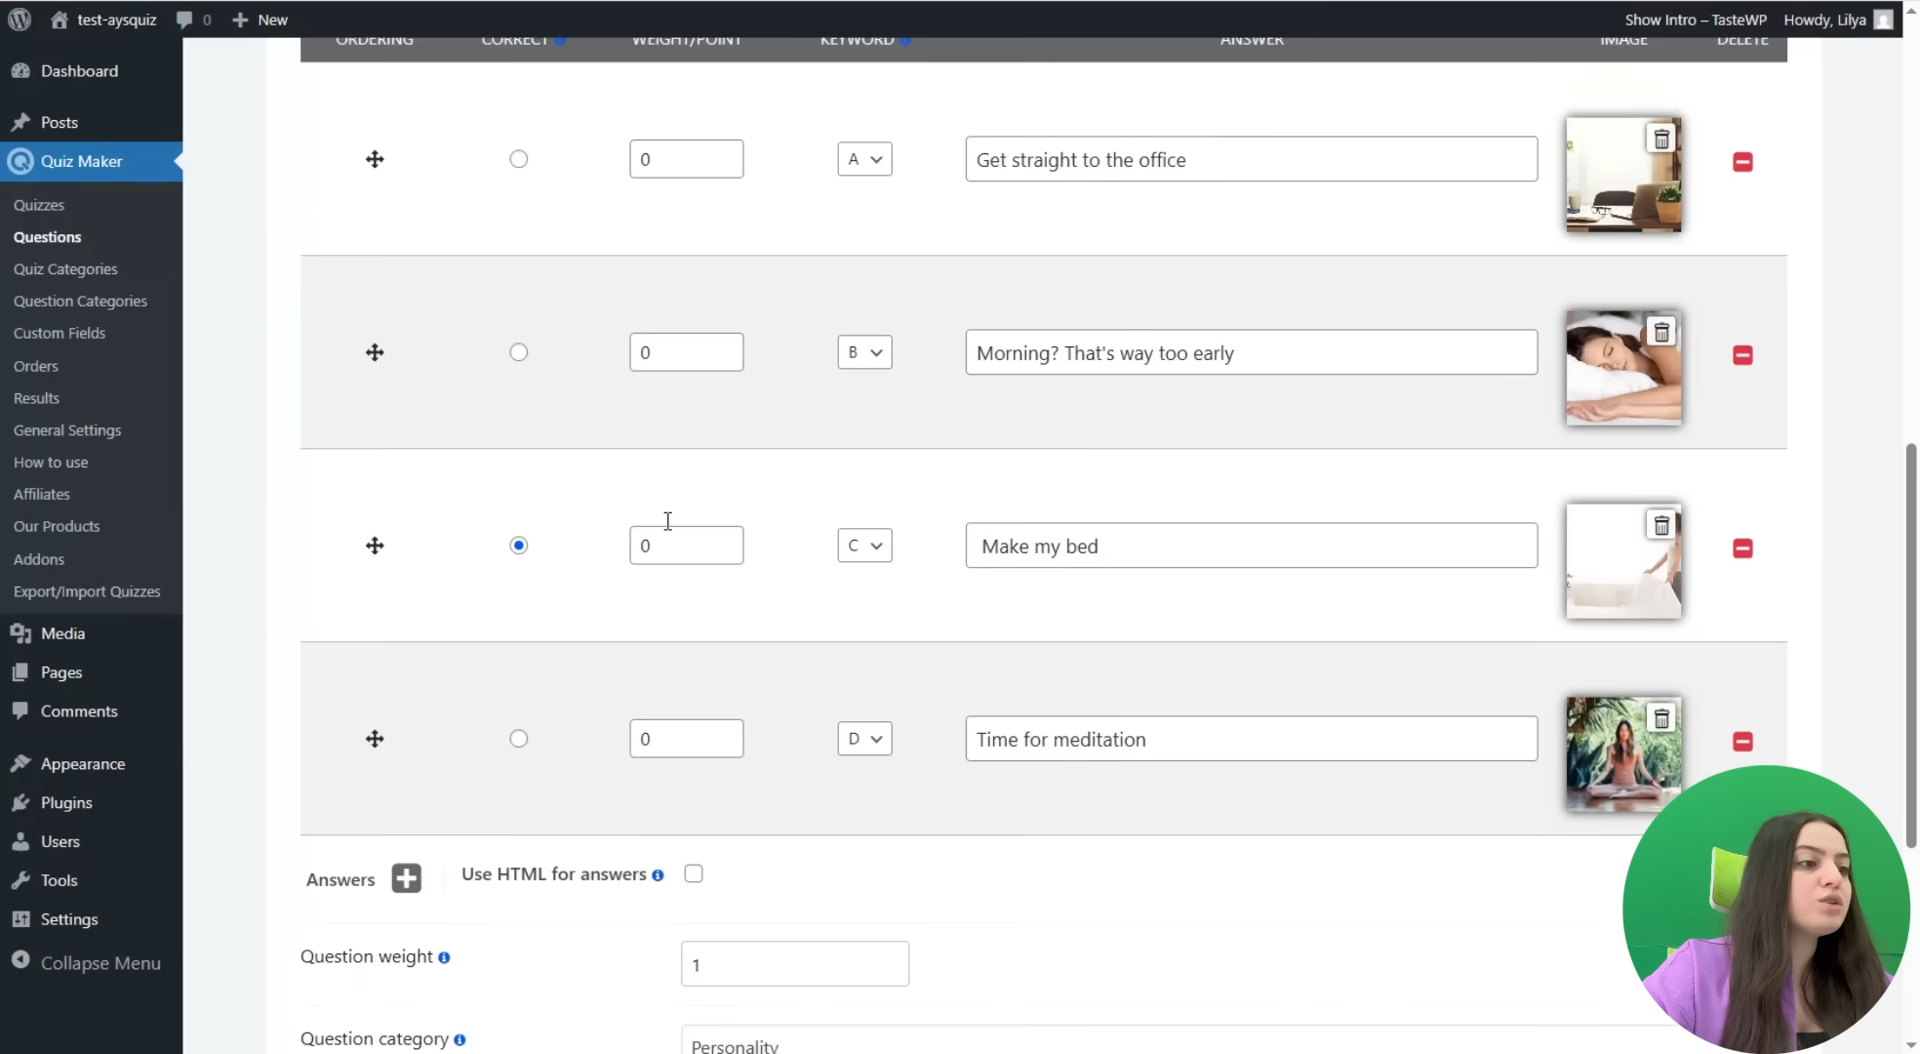 test-aysquiz
0
New
Show Intro – TasteWP
Howdy, Lilya
Dashboard
Posts
Quiz Maker
Quizzes
Questions
Quiz Categories
Question Categories
Custom Fields
Orders
Results
General Settings
How to use
Affiliates
Our Products
Addons
Export/Import Quizzes
Media
Pages
Comments
Appearance
Plugins
Users
Tools
Settings
Collapse Menu
ORDERING CORRECT WEIGHT/POINT KEYWORD ANSWER IMAGE DELETE
0 A Get straight to the office
0 B Morning? That's way too early
0 C Make my bed
0 D Time for meditation
Answers Use HTML for answers
Question weight 1
Question category Personality